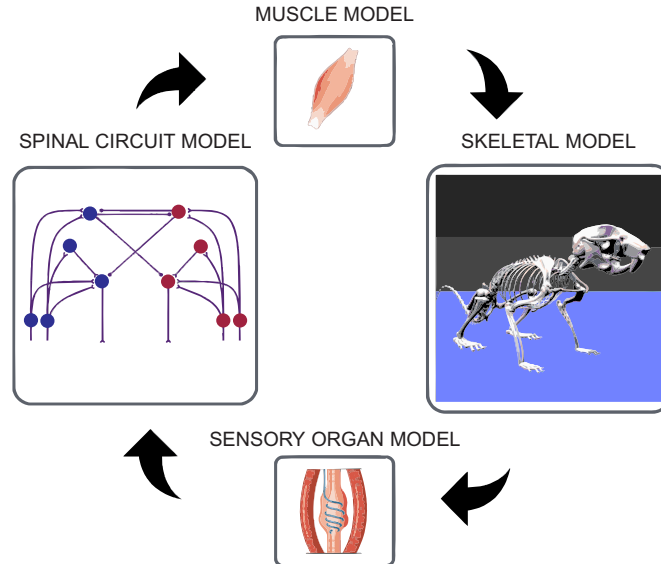 MUSCLE MODEL
SPINAL CIRCUIT MODEL
SKELETAL MODEL
SENSORY ORGAN MODEL